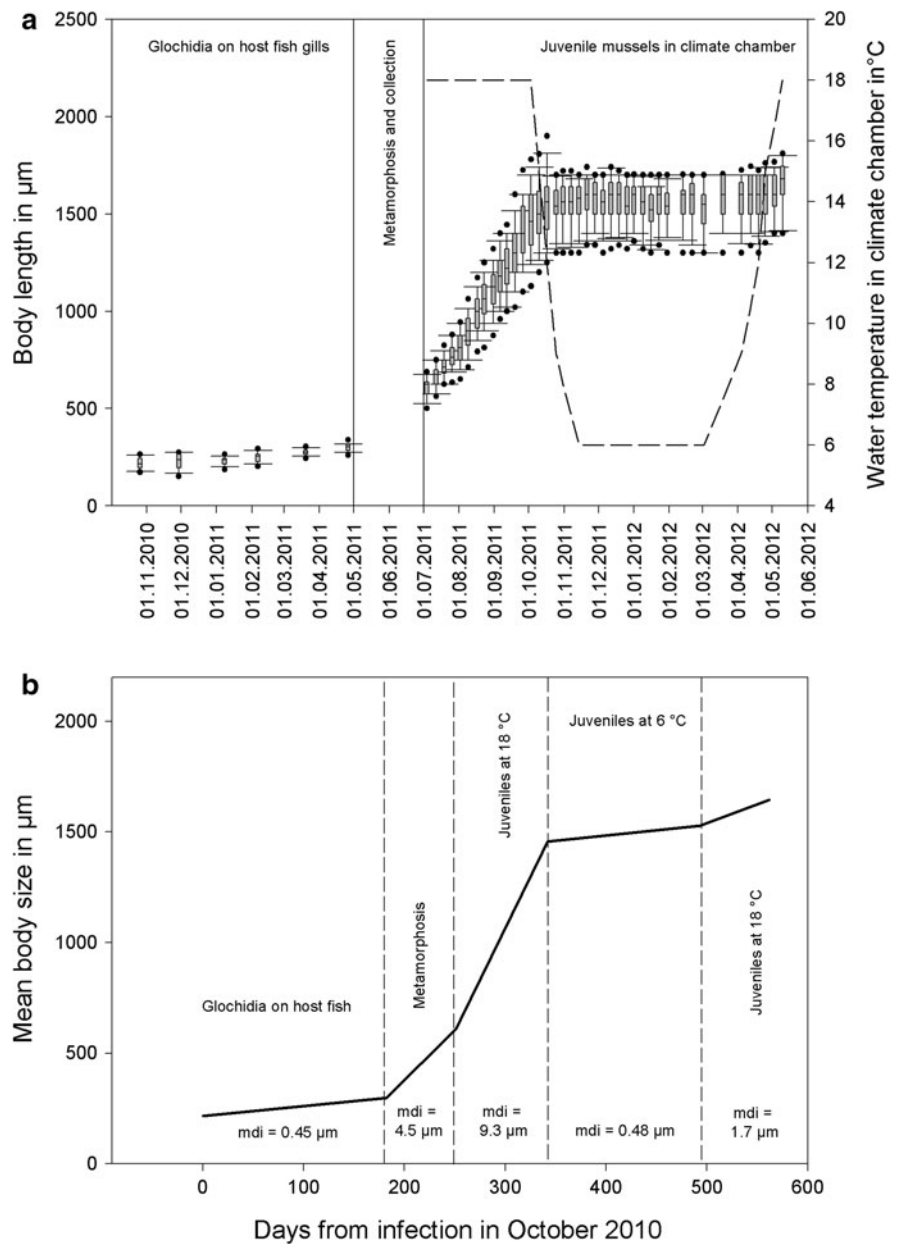 a
Glochidia on host fish gills
Metamorphosis and collection
Juvenile mussels in climate chamber
Body length in µm
2500
2000
1500
1000
500
0
Water temperature in climate chamber in°C
20
18
16
14
12
10
8
6
4
01.11.2010
01.12.2010
01.01.2011
01.02.2011
01.03.2011
01.04.2011
01.05.2011
01.06.2011
01.07.2011
01.08.2011
01.09.2011
01.10.2011
01.11.2011
01.12.2011
01.01.2012
01.02.2012
01.03.2012
01.04.2012
01.05.2012
01.06.2012
b
Mean body size in µm
2000
1500
1000
500
0
Glochidia on host fish
Metamorphosis
Juveniles at 18 °C
Juveniles at 6 °C
Juveniles at 18 °C
mdi = 0.45 µm
mdi =
4.5 µm
mdi =
9.3 µm
mdi = 0.48 µm
mdi =
1.7 µm
0
100
200
300
400
500
600
Days from infection in October 2010